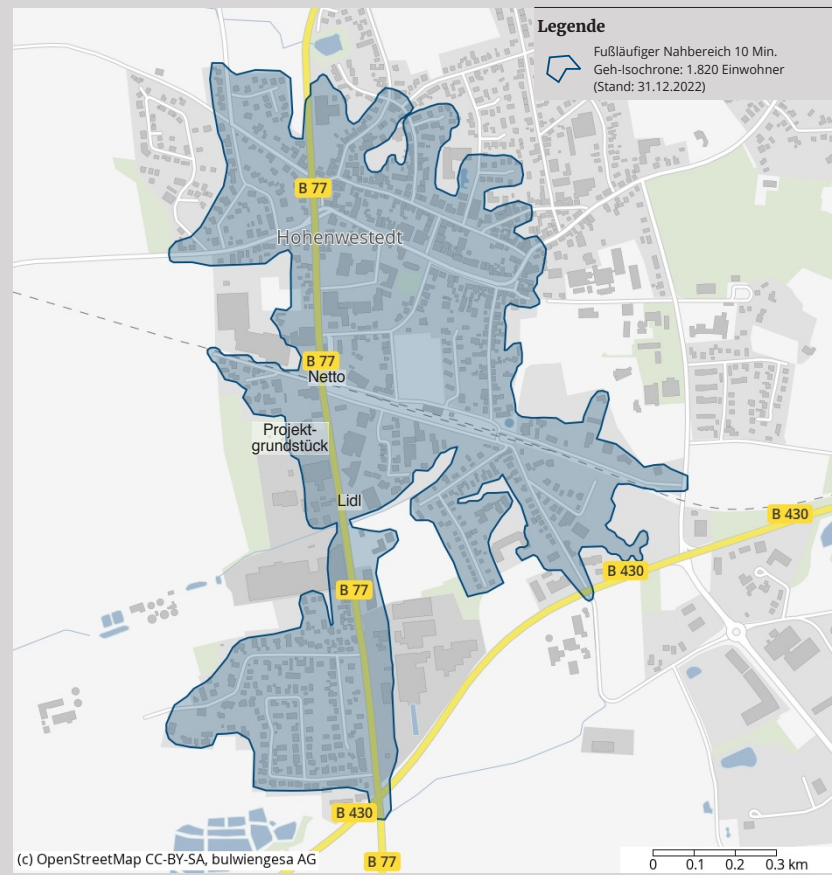 Legende
Fußläufiger Nahbereich 10 Min.
Geh-Isochrone: 1.820 Einwohner
(Stand: 31.12.2022)
B 77
Hohenwestedt
B 77
Netto
Projekt-
grundstück
Lidl
B 430
B 430
B 77
B 430
B 77
(c) OpenStreetMap CC-BY-SA, bulwiengesa AG
0 0.1 0.2 0.3 km